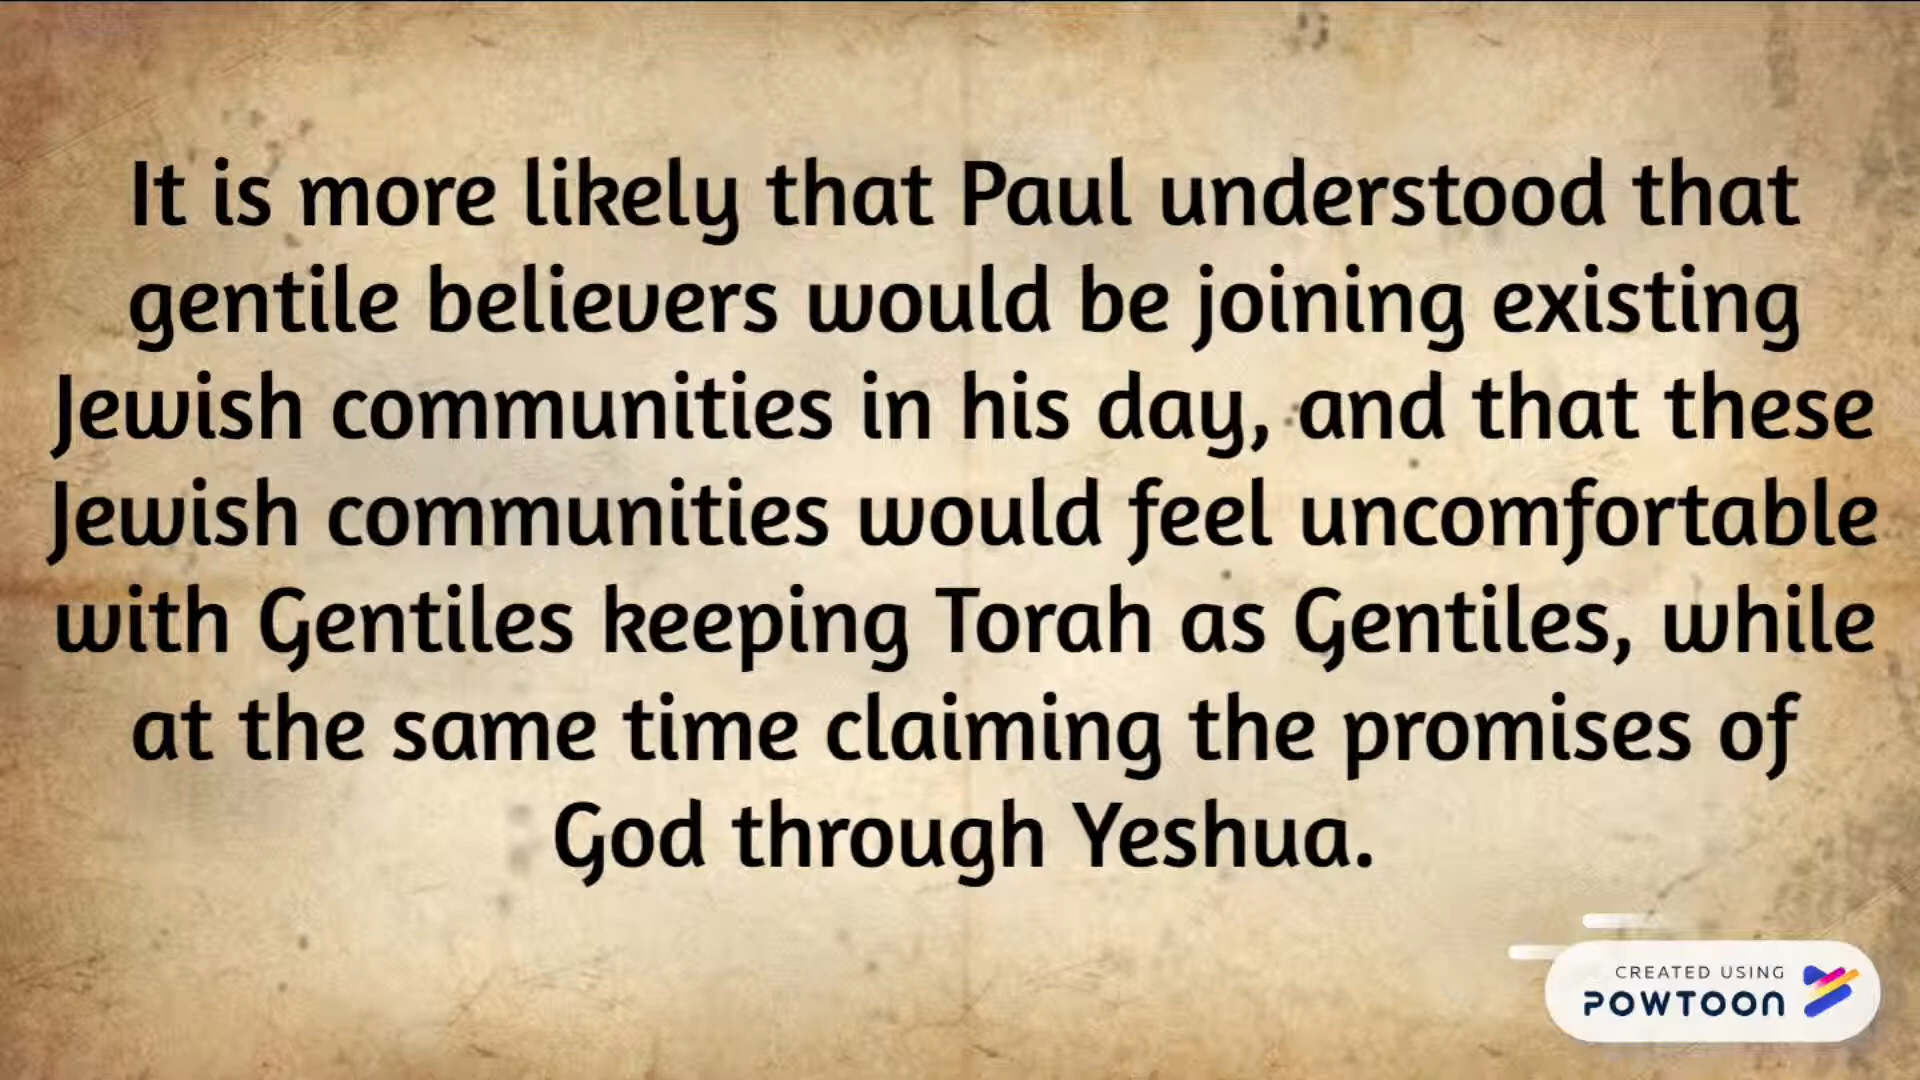 It is more likely that Paul understood that
gentile believers would be joining existing
Jewish communities in his day, and that these
Jewish communities would feel uncomfortable
with Gentiles keeping Torah as Gentiles, while
at the same time claiming the promises of
God through Yeshua.
CREATED USING
POWTOON